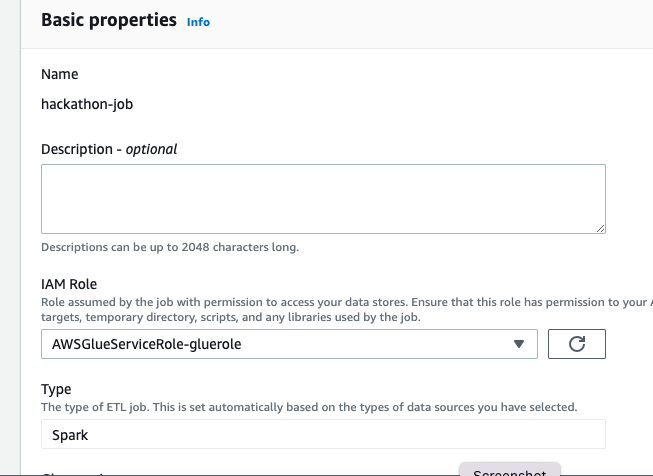 Basic properties Info
Name
hackathon-job
Description - optional
Descriptions can be up to 2048 characters long.
IAM Role
Role assumed by the job with permission to access your data stores. Ensure that this role has permission to your
targets, temporary directory, scripts, and any libraries used by the job.
AWSGlueServiceRole-gluerole
Type
The type of ETL job. This is set automatically based on the types of data sources you have selected.
Spark
Screenshot